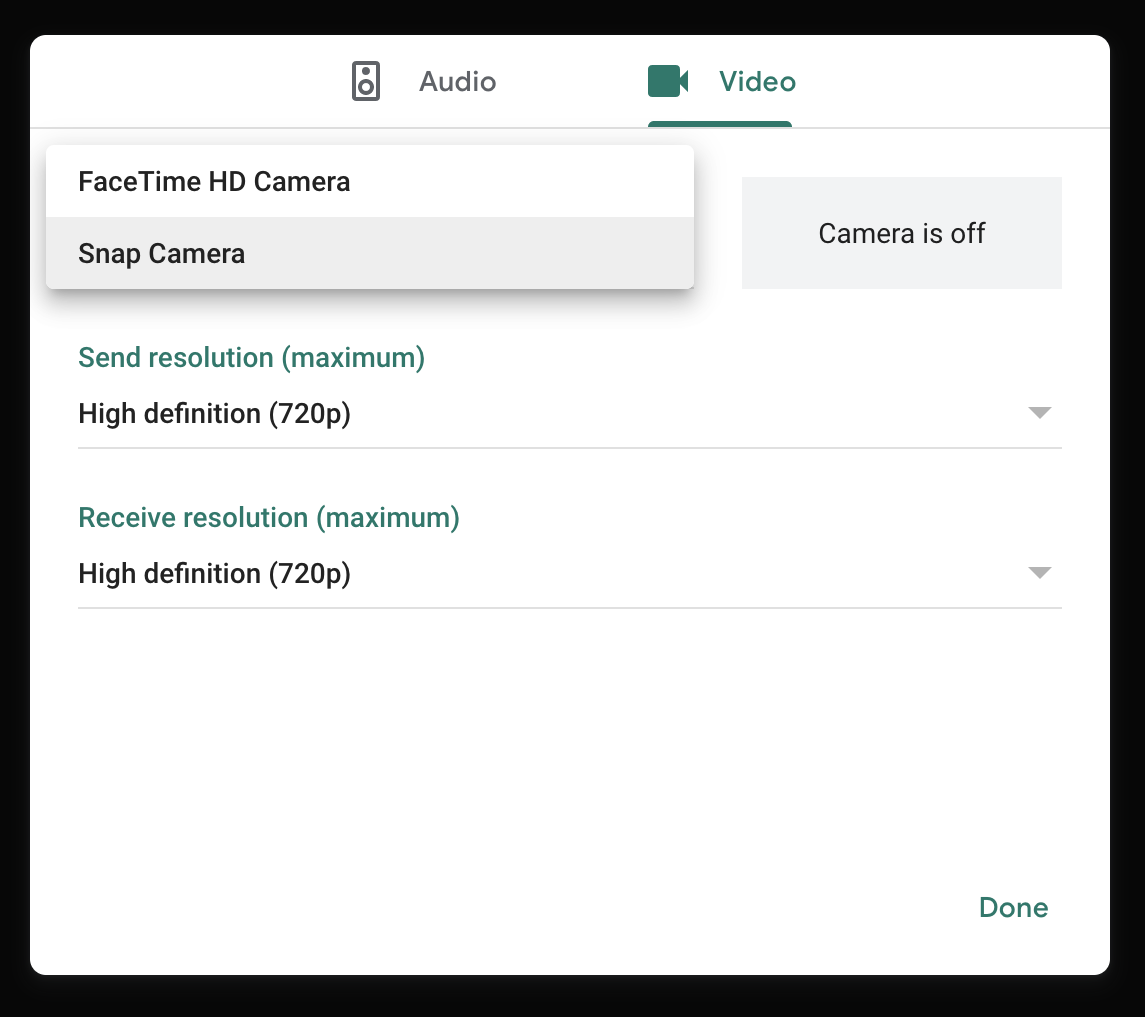 Audio
Video
FaceTime HD Camera
Snap Camera
Camera is off
Send resolution (maximum)
High definition (720p)
Receive resolution (maximum)
High definition (720p)
Done